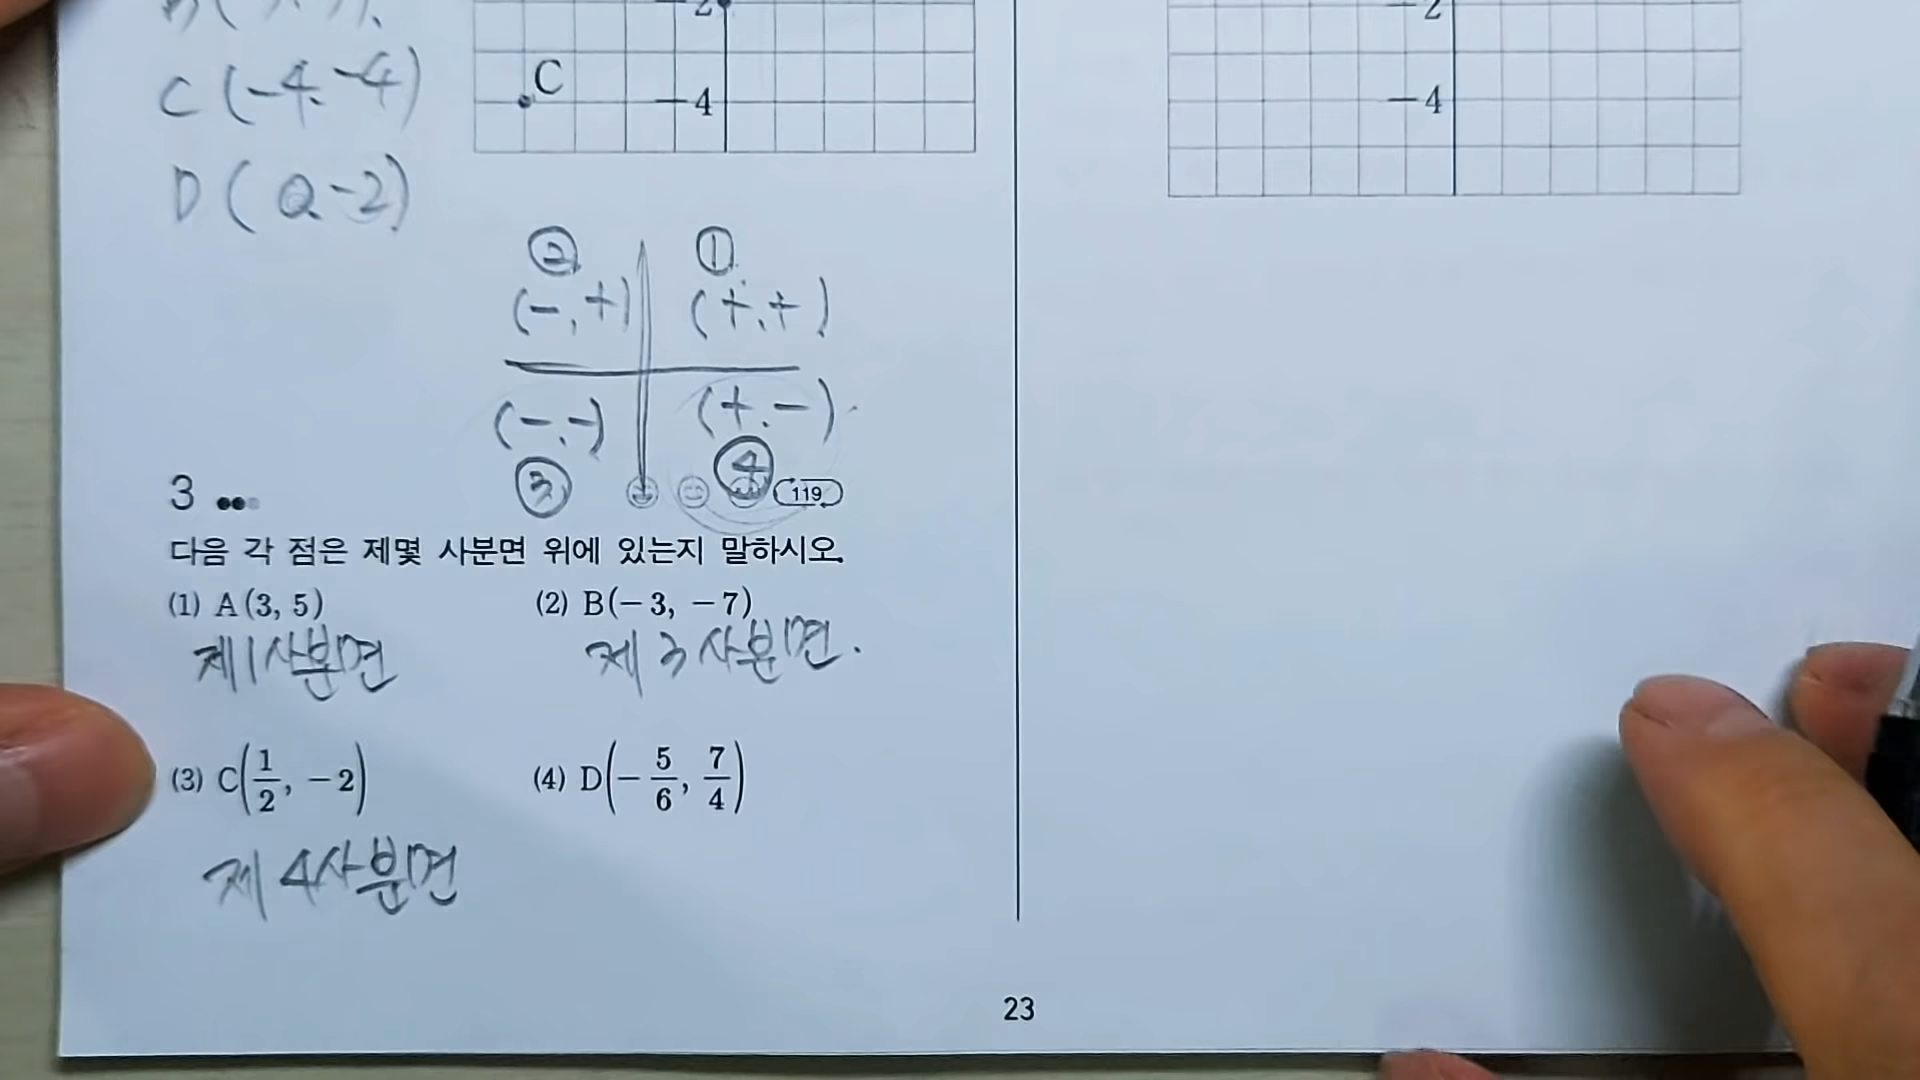 C(-4, -4)
D(0, -2)
-2
C
-4
② ①
(-, +) (+, +)
(-, -) (+, -)
③ ④
3 119
다음 각 점은 제몇 사분면 위에 있는지 말하시오.
(1) A(3, 5) (2) B(-3, -7)
제1사분면 제3사분면.
(3) C(1/2, -2) (4) D(-5/6, 7/4)
제4사분면
-2
-4
23